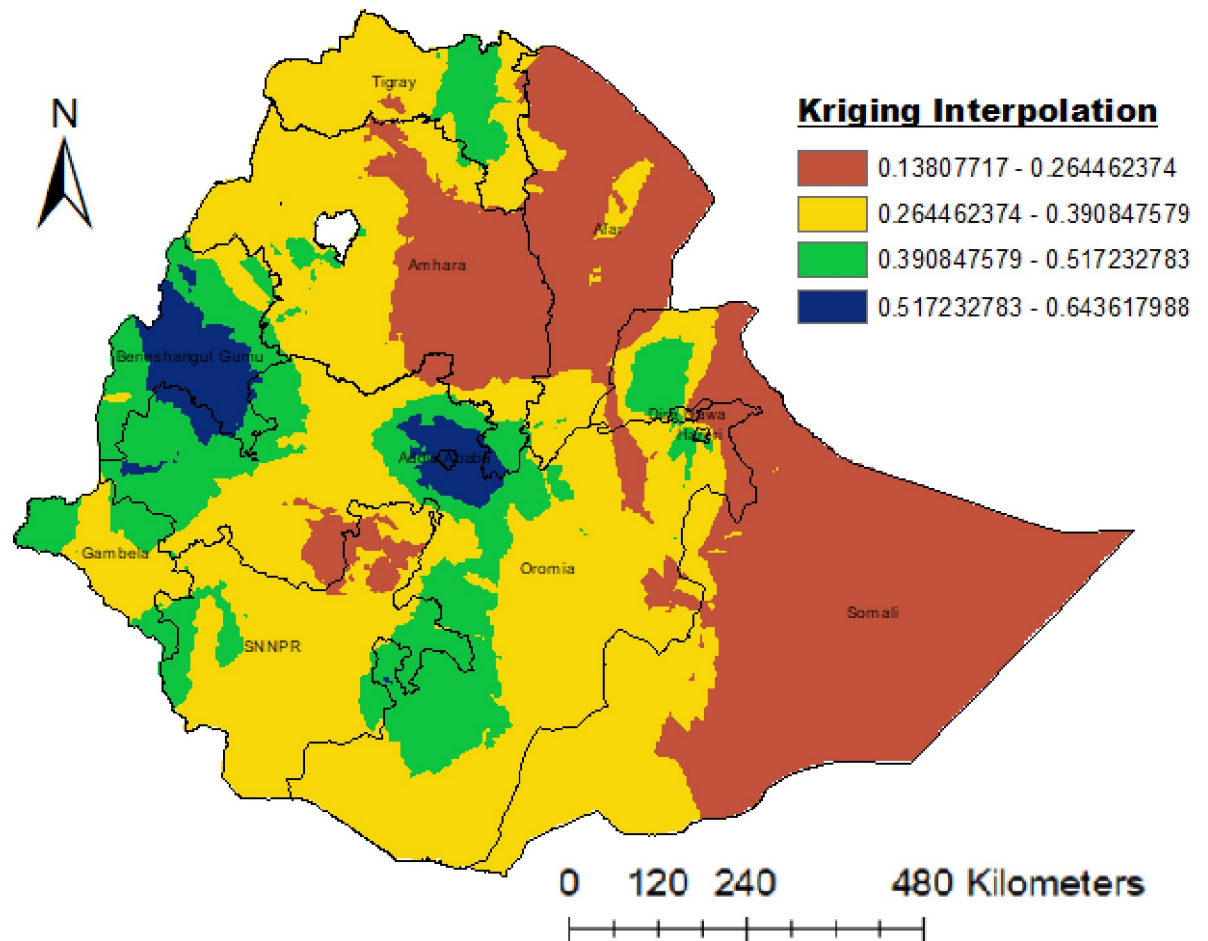 N
Kriging Interpolation
0.13807717 - 0.264462374
0.264462374 - 0.390847579
0.390847579 - 0.517232783
0.517232783 - 0.643617988
Tigray
Afar
Amhara
Beneshangul Gumu
Dire Dawa
Hareri
Addis Ababa
Gambela
Oromia
Somali
SNNPR
0 120 240 480 Kilometers